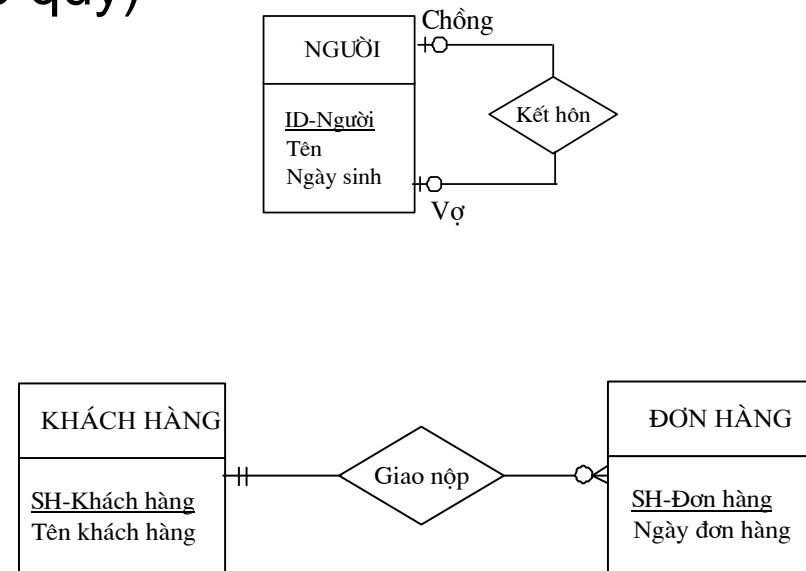 quy)
Chồng
NGƯỜI
Kết hôn
ID-Người
Tên
Ngày sinh
Vợ
KHÁCH HÀNG
ĐƠN HÀNG
Giao nộp
SH-Khách hàng
Tên khách hàng
SH-Đơn hàng
Ngày đơn hàng